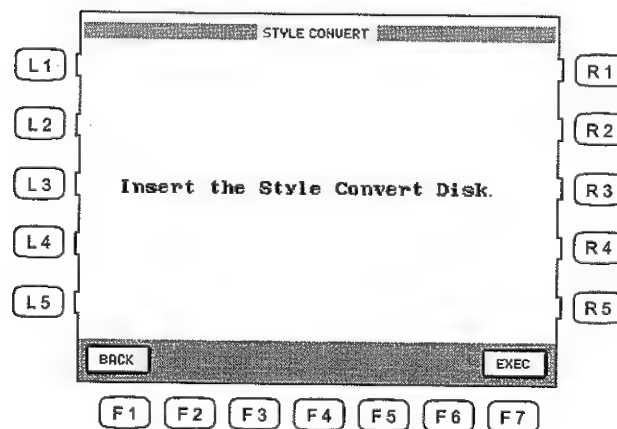 STYLE CONVERT
L1
R1
L2
R2
L3
Insert the Style Convert Disk.
R3
L4
R4
L5
R5
BACK
EXEC
F1 F2 F3 F4 F5 F6 F7